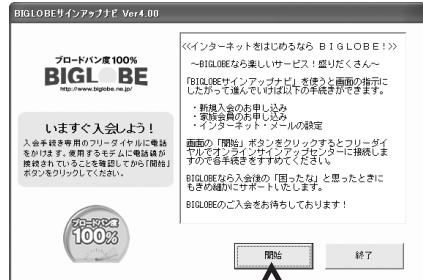 BIGLOBEサインアップナビ Ver4.00
ブロードバン度100%
BIGLOBE
http://www.biglobe.ne.jp/
いますぐ入会しよう!
入会手続き専用のフリーダイヤルに電話
をかけます。使用するモデムに電話線が
接続されていることを確認してから「開始」
ボタンをクリックしてください。
ブロードバン度
100%
<<インターネットをはじめるなら BIGLOBE!>>
~BIGLOBEなら楽しいサービス!盛りだくさん~
「BIGLOBEサインアップナビ」を使うと画面の指示に
したがって進んでいけば以下の手続きができます。
・新規入会のお申し込み
・家族会員のお申し込み
・インターネット・メールの設定
画面の「開始」ボタンをクリックするとフリーダイ
ヤルでオンラインサインアップセンターに接続しま
すので各手続きをすすめてください。
BIGLOBEなら入会後の「困ったな」と思ったときに
もきめ細かにサポートいたします。
BIGLOBEのご入会をお待ちしております!
開始
終了